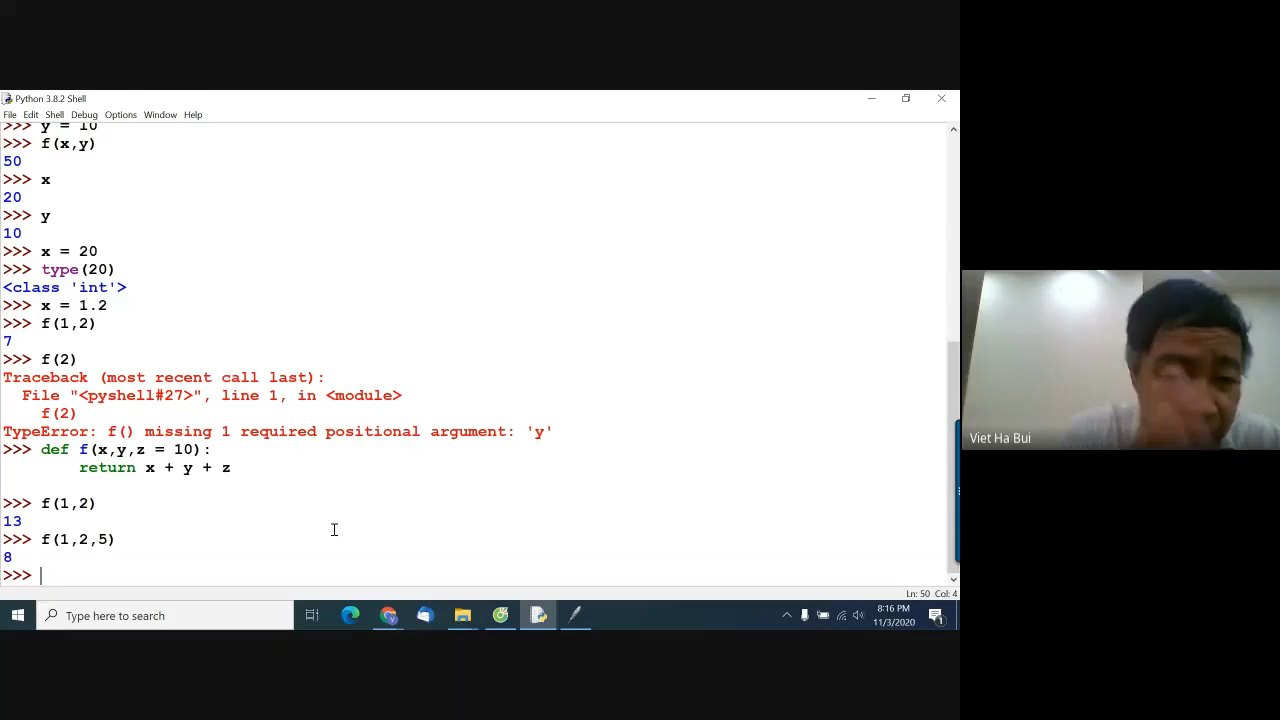 Python 3.8.2 Shell
File Edit Shell Debug Options Window Help
>>> y = 10
>>> f(x,y)
50
>>> x
20
>>> y
10
>>> x = 20
>>> type(20)
<class 'int'>
>>> x = 1.2
>>> f(1,2)
7
>>> f(2)
Traceback (most recent call last):
  File "<pyshell#27>", line 1, in <module>
    f(2)
TypeError: f() missing 1 required positional argument: 'y'
>>> def f(x,y,z = 10):
        return x + y + z
>>> f(1,2)
13
>>> f(1,2,5)
8
>>>
Ln: 50 Col: 4
Type here to search
8:16 PM
11/3/2020
1
Viet Ha Bui